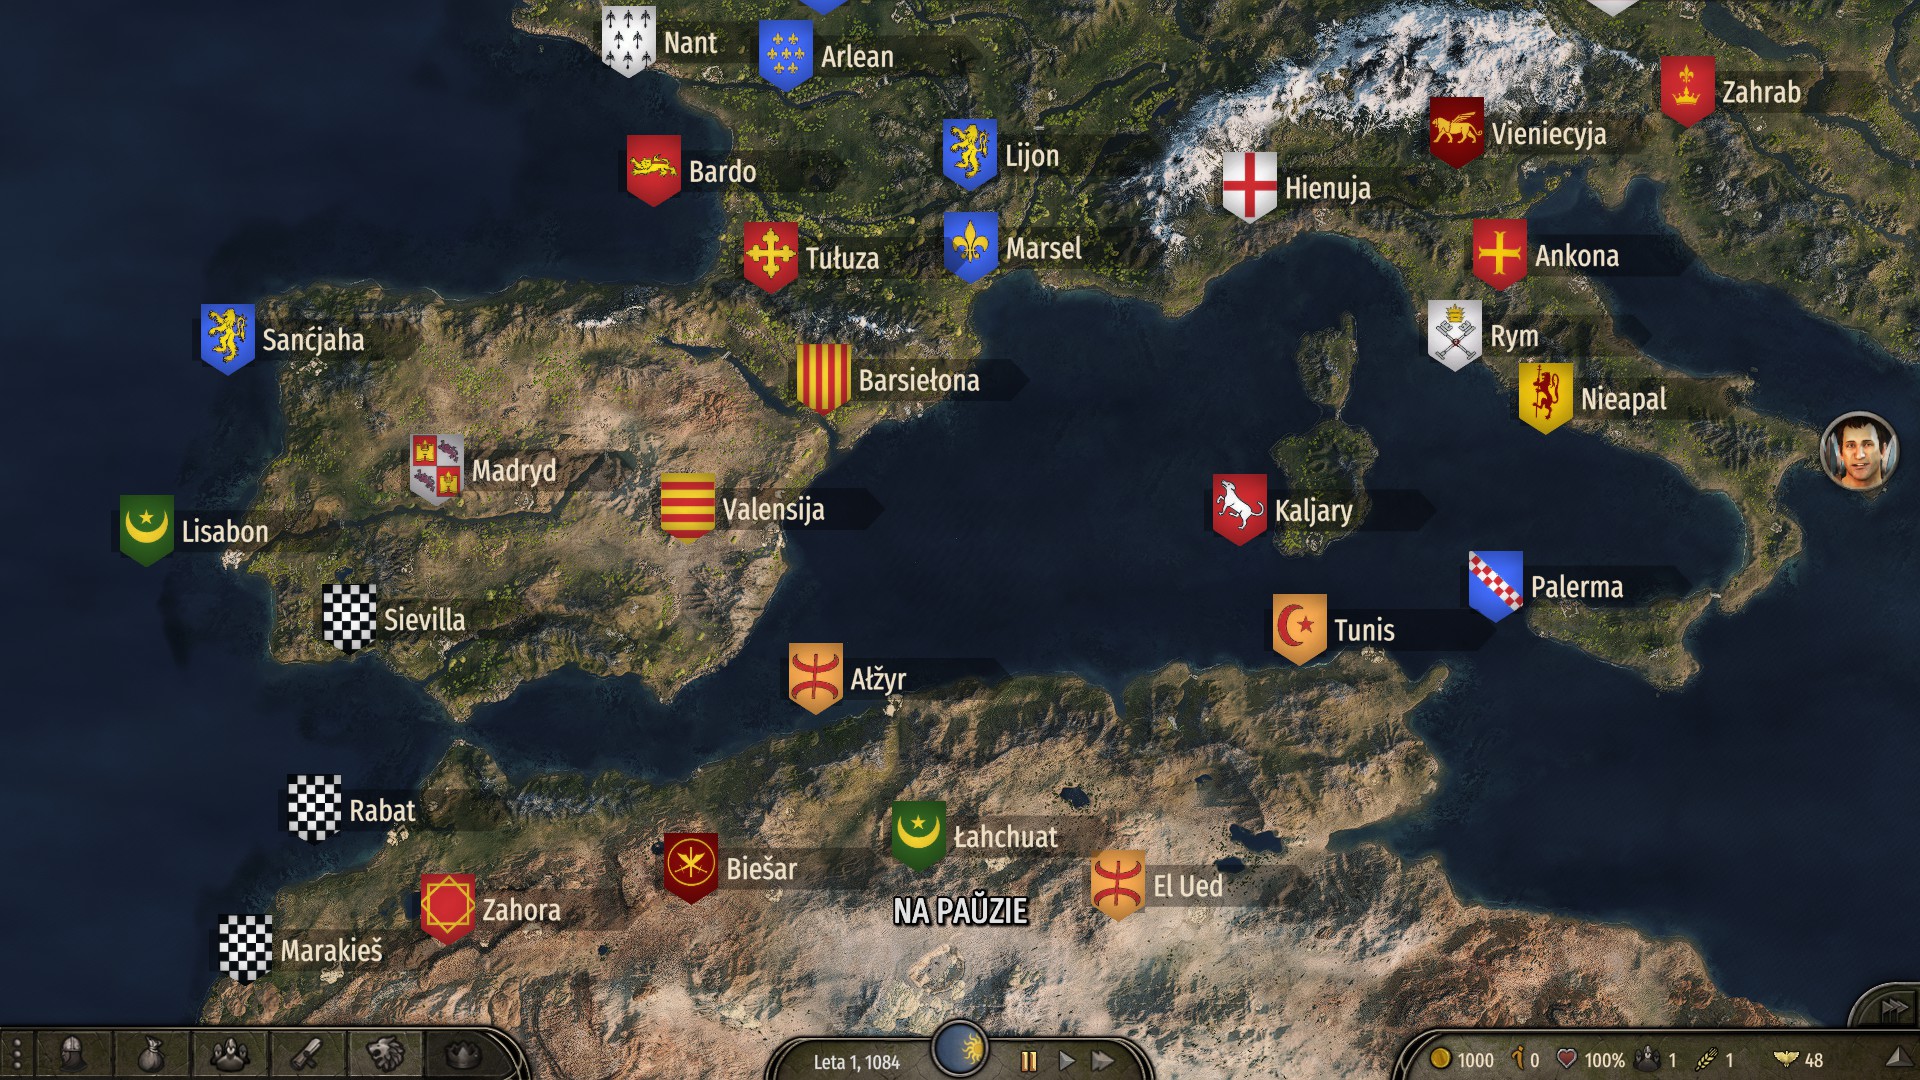 Nant
Arlean
Zahrab
Vieniecyja
Lijon
Bardo
Hienuja
Marsel
Tułuza
Ankona
Rym
Sanćjaha
Barsiełona
Nieapal
Madryd
Valensija
Kaljary
Lisabon
Palerma
Sievilla
Tunis
Ałžyr
Rabat
Łahchuat
Biešar
El Ued
Zahora
NA PAŬZIE
Marakieš
Leta 1, 1084
1000
0
100%
1
1
48